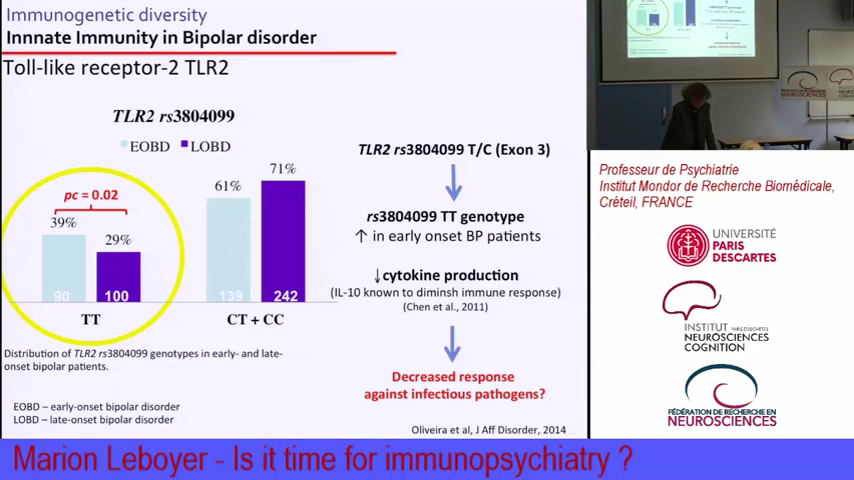 Immunogenetic diversity
Innnate Immunity in Bipolar disorder
Toll-like receptor-2 TLR2
TLR2 rs3804099
EOBD LOBD
pc = 0.02
39%
29%
61%
71%
90
100
139
242
TT
CT + CC
Distribution of TLR2 rs3804099 genotypes in early- and late-
onset bipolar patients.
EOBD – early-onset bipolar disorder
LOBD – late-onset bipolar disorder
TLR2 rs3804099 T/C (Exon 3)
rs3804099 TT genotype
↑ in early onset BP patients
↓cytokine production
(IL-10 known to diminsh immune response)
(Chen et al., 2011)
Decreased response
against infectious pathogens?
Oliveira et al, J Aff Disorder, 2014
NEUROSCIENCES
NEUROSCIENCES
COGNITION
Professeur de Psychiatrie
Institut Mondor de Recherche Biomédicale,
Créteil, FRANCE
UNIVERSITÉ
PARIS
DESCARTES
INSTITUT PARIS DESCARTES
NEUROSCIENCES
COGNITION
FÉDÉRATION DE RECHERCHE EN
NEUROSCIENCES
Marion Leboyer - Is it time for immunopsychiatry ?